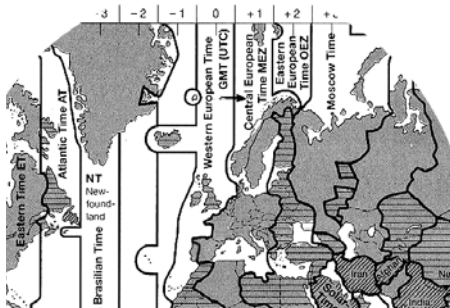 -3
-2
-1
0
+1
+2
Eastern Time ET
Atlantic Time AT
NT
New-
found-
land
Brasilian Time
Western European Time
GMT (UTC)
Central European
Time MEZ
Eastern
European
Time OEZ
Moscow Time
Iran
Afghan
India